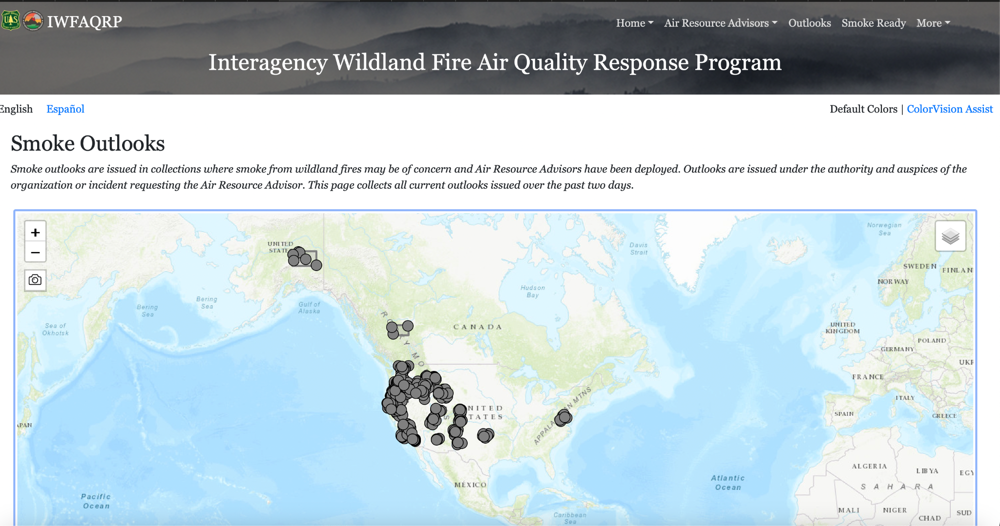 IWFAQRP
Home
Air Resource Advisors
Outlooks
Smoke Ready
More
Interagency Wildland Fire Air Quality Response Program
English
Español
Default Colors | ColorVision Assist
Smoke Outlooks
Smoke outlooks are issued in collections where smoke from wildland fires may be of concern and Air Resource Advisors have been deployed. Outlooks are issued under the authority and auspices of the
organization or incident requesting the Air Resource Advisor. This page collects all current outlooks issued over the past two days.
+
−
Norwegian
Sea
UNITED
STATE
Davis
Strait
SWEDEN
FINLAN
NORWAY
Hudson
Bay
Bering
Sea
Bering
Sea
Gulf of
Alaska
Sea of
Okhotsk
CANADA
UNITED
KINGDOM
POLAND
GERMANY
UKR
FRANCE
ITALY
SPAIN
GREECE
APAN
NITED
TATES
APPALA
AN MTNS
ALGERIA
LIBYA
EGY
SAHARA
Atlantic
Ocean
MÉXICO
Pacific
Ocean
MALI
NIGER
CHAD
SUD
Caribbean
Sea